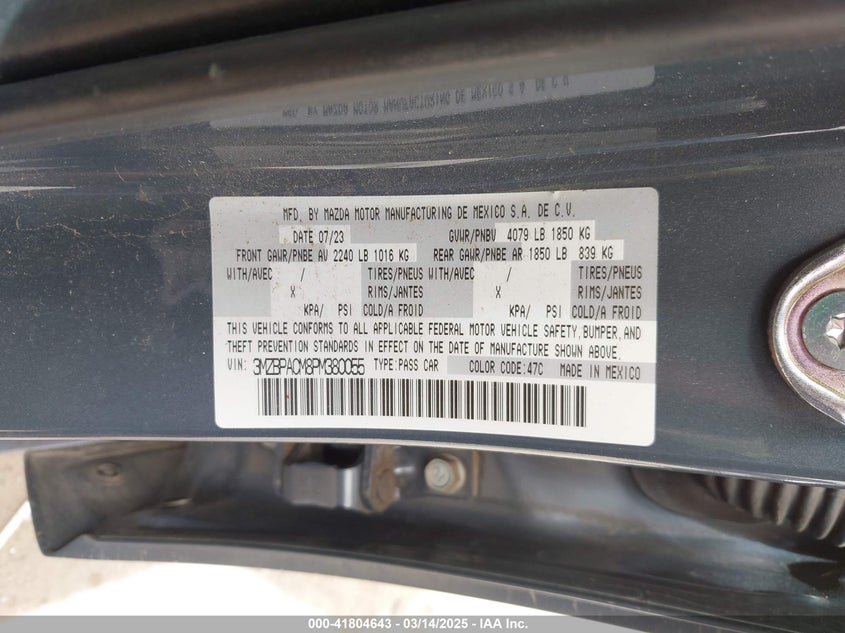 MFD. BY MAZDA MOTOR MANUFACTURING DE MEXICO S.A. DE C.V.
DATE 07/23 GVWR/PNBV 4079 LB 1850 KG
FRONT GAWR/PNBE AV 2240 LB 1016 KG REAR GAWR/PNBE AR 1850 LB 839 KG
WITH/AVEC / TIRES/PNEUS WITH/AVEC / TIRES/PNEUS
X RIMS/JANTES X RIMS/JANTES
KPA/ PSI COLD/A FROID KPA/ PSI COLD/A FROID
THIS VEHICLE CONFORMS TO ALL APPLICABLE FEDERAL MOTOR VEHICLE SAFETY, BUMPER, AND
THEFT PREVENTION STANDARDS IN EFFECT ON THE DATE OF MANUFACTURE SHOWN ABOVE.
VIN: 3MZBPACM8PM380055 TYPE:PASS CAR COLOR CODE:47C MADE IN MEXICO
000-41804643 - 03/14/2025 - IAA Inc.